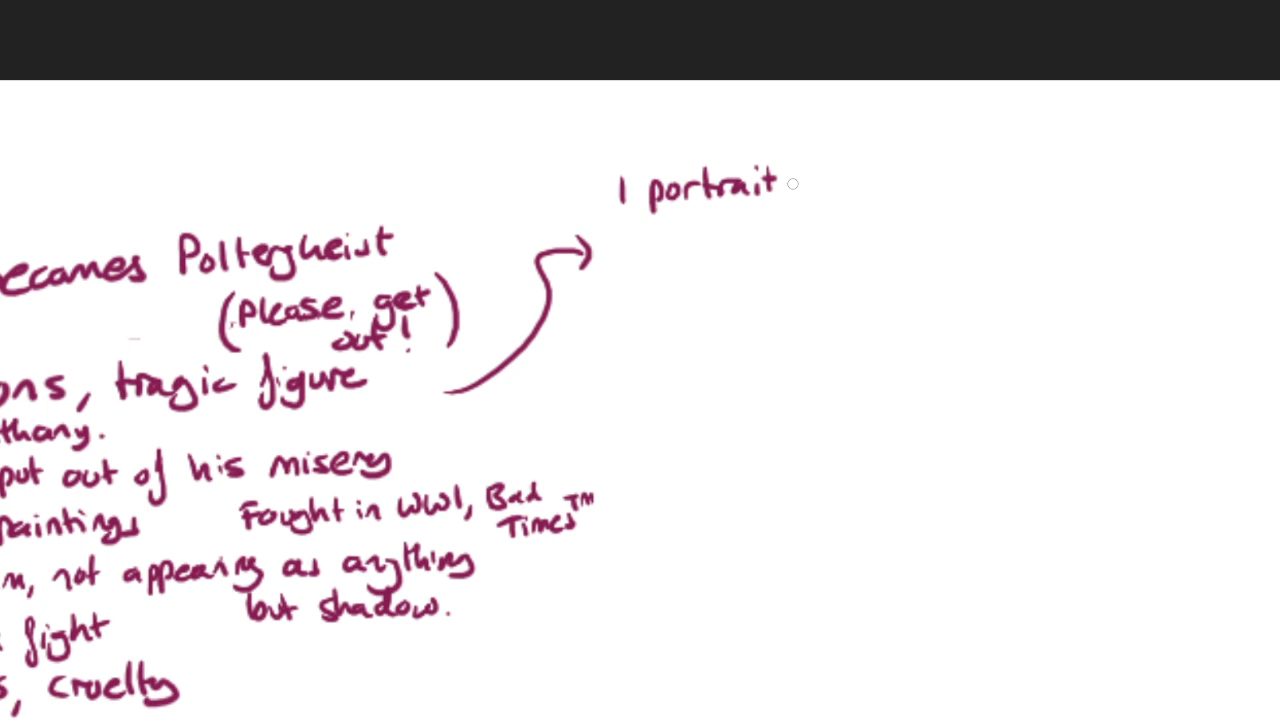 1 portrait
becomes Poltergheist
(Please, get
out!)
ons, tragic figure
thany.
put out of his misery
paintings Fought in WW1, Bad Times™
m, not appearing as anything
but shadow.
fight
s, cruelty